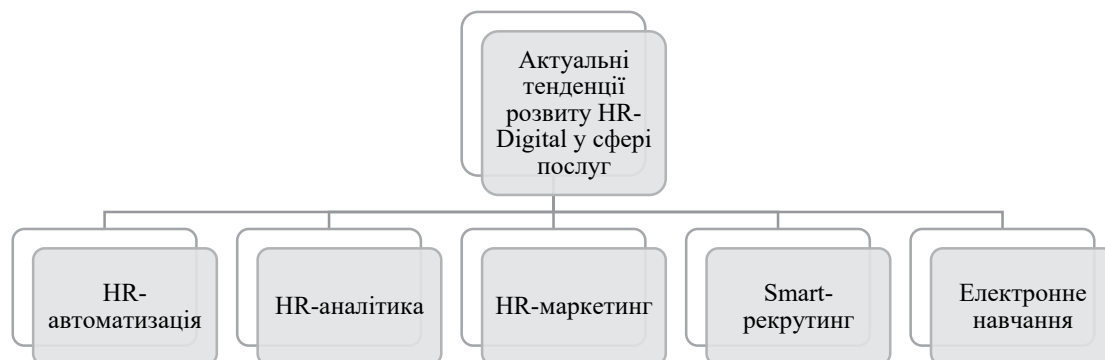 Актуальні
тенденції
розвиту HR-
Digital у сфері
послуг
HR-
автоматизація
HR-аналітика
HR-маркетинг
Smart-
рекрутинг
Електронне
навчання